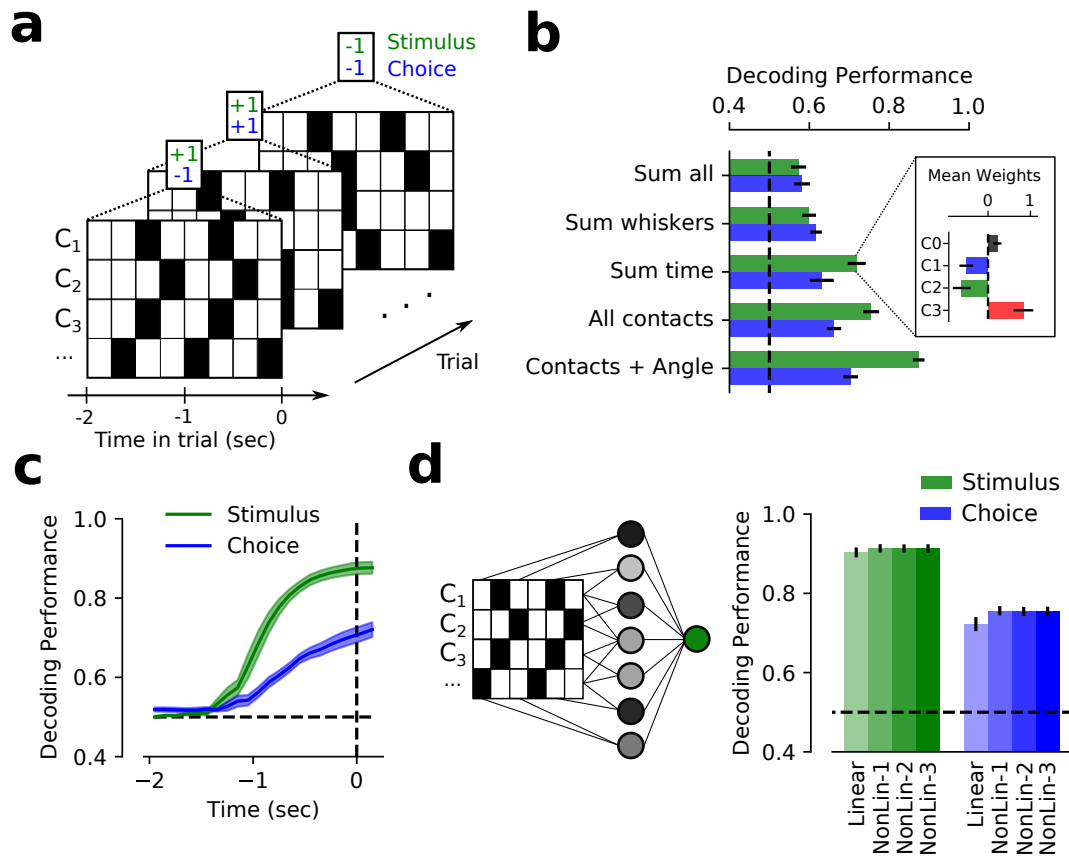 a
-1 Stimulus
-1 Choice
+1
+1
+1
-1
C1
C2
C3
...
. . .
Trial
-2 -1 0
Time in trial (sec)
b
Decoding Performance
0.4 0.6 0.8 1.0
Sum all
Sum whiskers
Sum time
All contacts
Contacts + Angle
Mean Weights
0 1
C0
C1
C2
C3
c
Stimulus
Choice
Decoding Performance
1.0
0.8
0.6
0.4
−2 −1 0
Time (sec)
d
C1
C2
C3
...
Stimulus
Choice
Decoding Performance
1.0
0.8
0.6
0.4
Linear
NonLin-1
NonLin-2
NonLin-3
Linear
NonLin-1
NonLin-2
NonLin-3